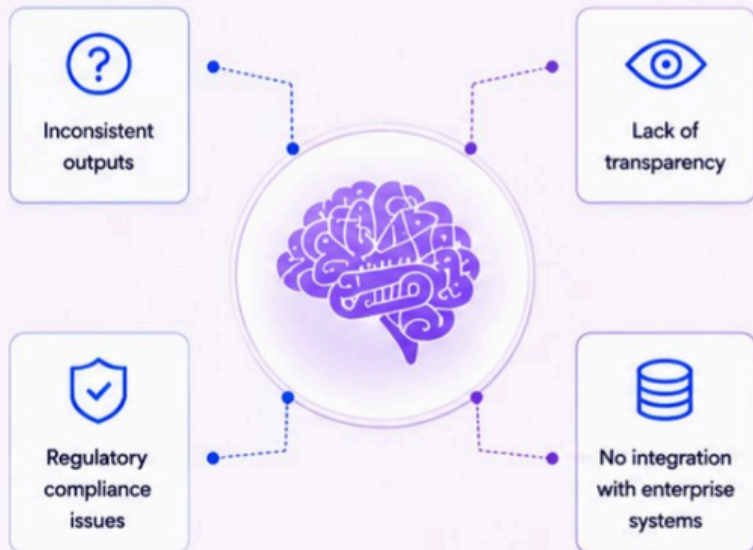 Inconsistent
outputs
Lack of
transparency
Regulatory
compliance
issues
No integration
with enterprise
systems